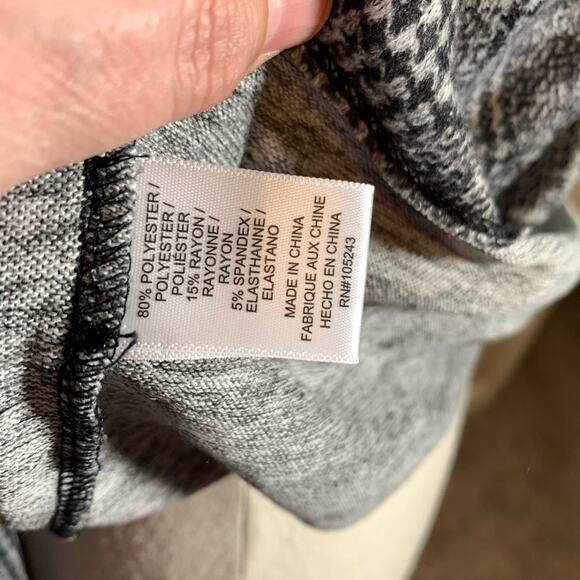 80% POLYESTER /
POLYESTER /
POLIÉSTER
15% RAYON /
RAYONNE /
RAYON
5% SPANDEX /
ELASTHANNE /
ELASTANO
MADE IN CHINA
FABRIQUE AUX CHINE
HECHO EN CHINA
RN#105243